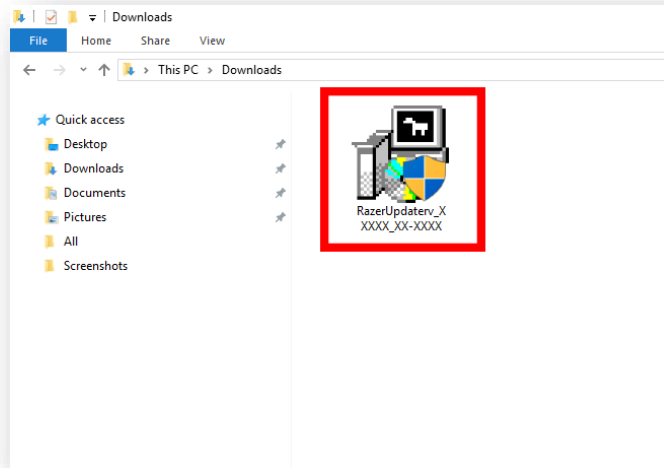 Downloads
File Home Share View
This PC > Downloads
Quick access
Desktop
Downloads
Documents
Pictures
All
Screenshots
RazerUpdaterv_X
XXXX_XX-XXXX